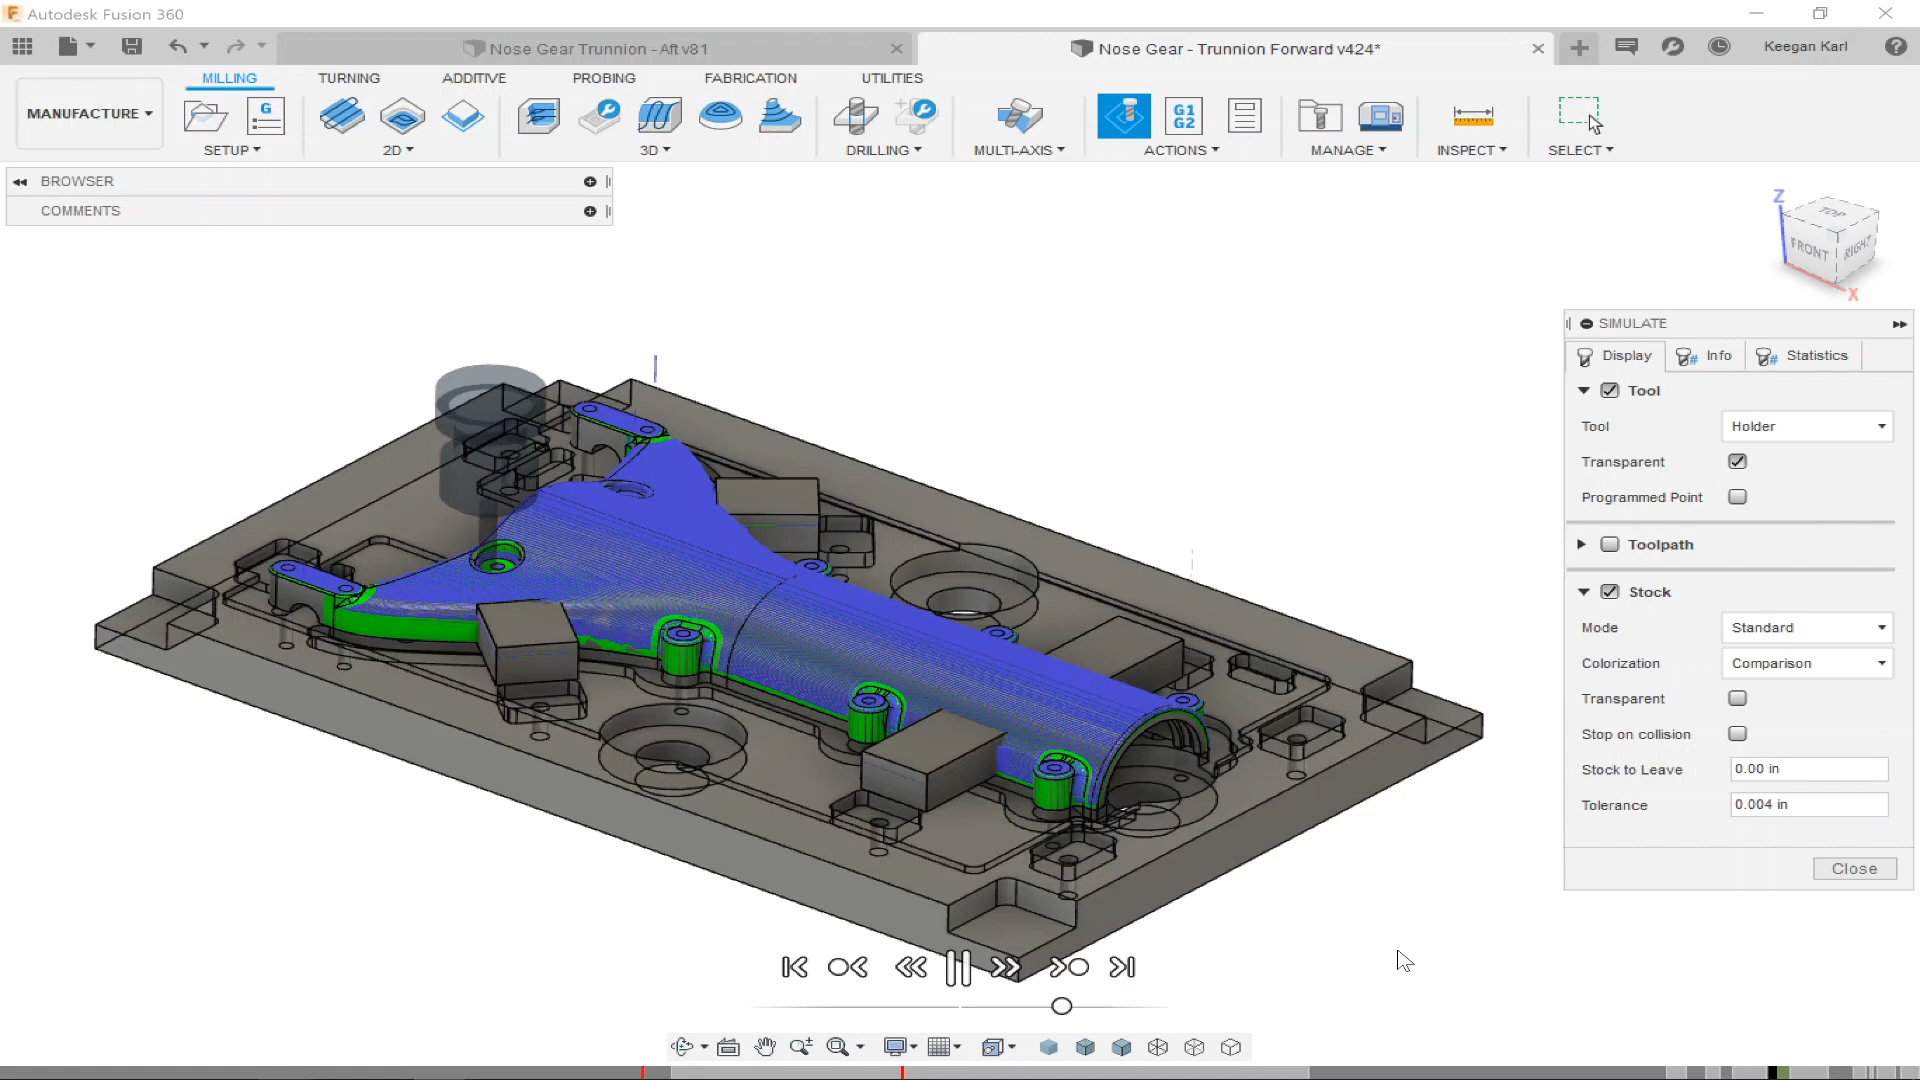 Autodesk Fusion 360
Nose Gear Trunnion - Aft v81
Nose Gear - Trunnion Forward v424*
Keegan Karl
MANUFACTURE
MILLING
TURNING
ADDITIVE
PROBING
FABRICATION
UTILITIES
G
G1
G2
SETUP
2D
3D
DRILLING
MULTI-AXIS
ACTIONS
MANAGE
INSPECT
SELECT
BROWSER
COMMENTS
Z
TOP
FRONT
RIGHT
X
SIMULATE
Display
Info
Statistics
Tool
Tool
Holder
Transparent
Programmed Point
Toolpath
Stock
Mode
Standard
Colorization
Comparison
Transparent
Stop on collision
Stock to Leave
0.00 in
Tolerance
0.004 in
Close